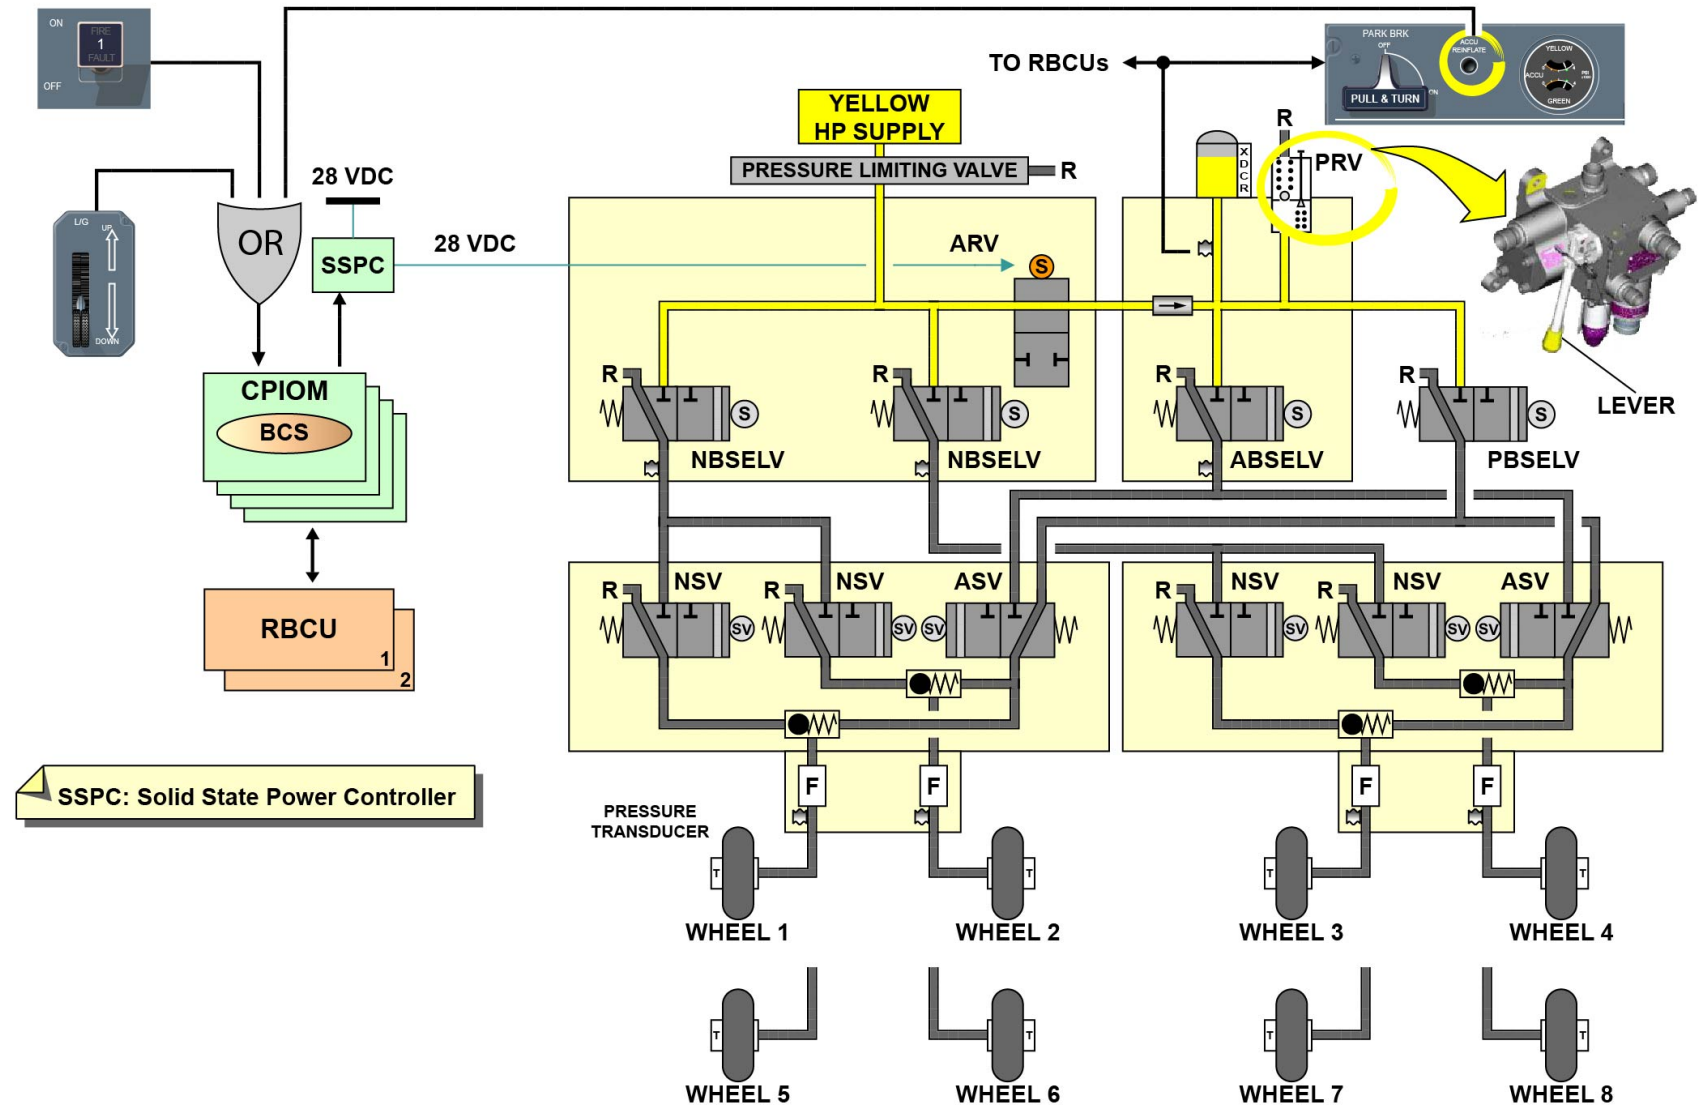 ON
FIRE
1
FAULT
OFF
PARK BRK
OFF
PULL & TURN
ON
ACCU
REINFLATE
YELLOW
ACCU
PSI
GREEN
TO RBCUs
YELLOW
HP SUPPLY
PRESSURE LIMITING VALVE
R
X
D
C
R
R
PRV
LEVER
28 VDC
OR
SSPC
28 VDC
ARV
S
L/G
UP
DOWN
CPIOM
BCS
RBCU
1
2
R
S
NBSELV
R
S
NBSELV
R
S
ABSELV
R
S
PBSELV
NSV
R
SV
NSV
R
SV
ASV
SV
NSV
R
SV
NSV
R
SV
ASV
SV
F
F
F
F
SSPC: Solid State Power Controller
PRESSURE
TRANSDUCER
T
T
T
T
WHEEL 1
WHEEL 2
WHEEL 3
WHEEL 4
T
T
T
T
WHEEL 5
WHEEL 6
WHEEL 7
WHEEL 8